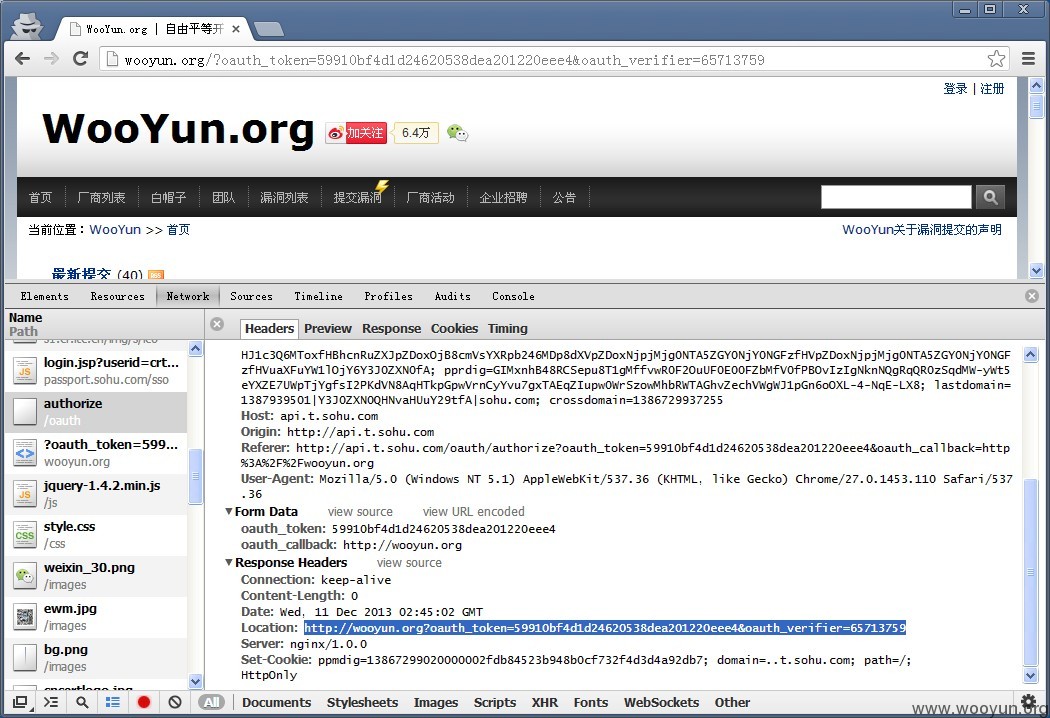 WooYun.org | 自由平等开
wooyun.org/?oauth_token=59910bf4d1d24620538dea201220eee4&oauth_verifier=65713759
登录 | 注册
WooYun.org 加关注 6.4万
首页 厂商列表 白帽子 团队 漏洞列表 提交漏洞 厂商活动 企业招聘 公告
当前位置：WooYun >> 首页 WooYun关于漏洞提交的声明
最新提交 (40)
Elements Resources Network Sources Timeline Profiles Audits Console
Name
Path
Headers Preview Response Cookies Timing
login.jsp?userid=crt...
passport.sohu.com/sso
authorize
/oauth
?oauth_token=599...
wooyun.org
jquery-1.4.2.min.js
/js
style.css
/css
weixin_30.png
/images
ewm.jpg
/images
bg.png
/images
HJ1c3Q6MToxfHBhcnRuZXJpZDoxOjB8cmVsYXRpb246MDp8dXVpZDoxNjpjMjg0NTA5ZGY0NjY0NGFzfHVpZDoxNjpjMjg0NTA5ZGY0NjY0NGF
zfHVuaXFuYW1lOjY6Y3JOZXNOfA; pprdig=GIMxnhB48RCSepu8T1gMffvwROF2OuUF0E0OFZbMfVOfPBOvIzIgNknNQgRqQR0zSqdMW-yWt5
eYXZE7UWpTjYgfsI2PKdVN8AqHTkpGpwVrnCyYvu7gxTAEqZIupwOWrSzowMhbRWTAGhvZechVWgWJ1pGn6oOXL-4-NqE-LX8; lastdomain=
1387939501|Y3JOZXNOQHNvaHUuY29tfA|sohu.com; crossdomain=1386729937255
Host: api.t.sohu.com
Origin: http://api.t.sohu.com
Referer: http://api.t.sohu.com/oauth/authorize?oauth_token=59910bf4d1d24620538dea201220eee4&oauth_callback=http
%3A%2F%2Fwooyun.org
User-Agent: Mozilla/5.0 (Windows NT 5.1) AppleWebKit/537.36 (KHTML, like Gecko) Chrome/27.0.1453.110 Safari/537
.36
Form Data view source view URL encoded
oauth_token: 59910bf4d1d24620538dea201220eee4
oauth_callback: http://wooyun.org
Response Headers view source
Connection: keep-alive
Content-Length: 0
Date: Wed, 11 Dec 2013 02:45:02 GMT
Location: http://wooyun.org?oauth_token=59910bf4d1d24620538dea201220eee4&oauth_verifier=65713759
Server: nginx/1.0.0
Set-Cookie: ppmdig=13867299020000002fdb84523b948b0cf732f4d3d4a92db7; domain=..t.sohu.com; path=/;
HttpOnly
All Documents Stylesheets Images Scripts XHR Fonts WebSockets Other
www.wooyun.org